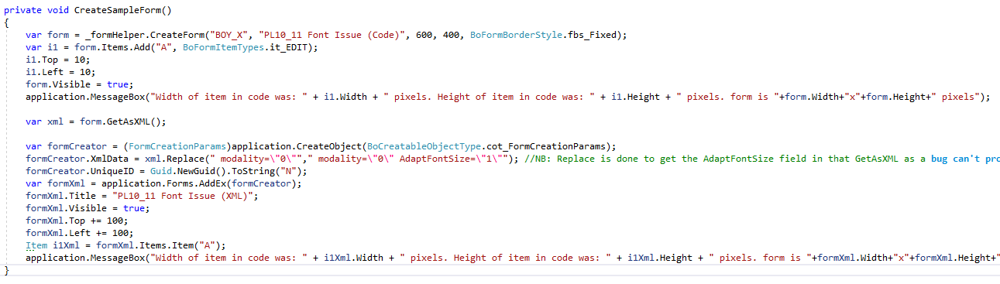 private void CreateSampleForm()
{
    var form = _formHelper.CreateForm("BOY_X", "PL10_11 Font Issue (Code)", 600, 400, BoFormBorderStyle.fbs_Fixed);
    var i1 = form.Items.Add("A", BoFormItemTypes.it_EDIT);
    i1.Top = 10;
    i1.Left = 10;
    form.Visible = true;
    application.MessageBox("Width of item in code was: " + i1.Width + " pixels. Height of item in code was: " + i1.Height + " pixels. form is "+form.Width+"x"+form.Height+" pixels");
    var xml = form.GetAsXML();
    var formCreator = (FormCreationParams)application.CreateObject(BoCreatableObjectType.cot_FormCreationParams);
    formCreator.XmlData = xml.Replace(" modality=\"0\""," modality=\"0\" AdaptFontSize=\"1\""); //NB: Replace is done to get the AdaptFontSize field in that GetAsXML as a bug can't pro
    formCreator.UniqueID = Guid.NewGuid().ToString("N");
    var formXml = application.Forms.AddEx(formCreator);
    formXml.Title = "PL10_11 Font Issue (XML)";
    formXml.Visible = true;
    formXml.Top += 100;
    formXml.Left += 100;
    Item i1Xml = formXml.Items.Item("A");
    application.MessageBox("Width of item in code was: " + i1Xml.Width + " pixels. Height of item in code was: " + i1Xml.Height + " pixels. form is "+formXml.Width+"x"+formXml.Height+"
}